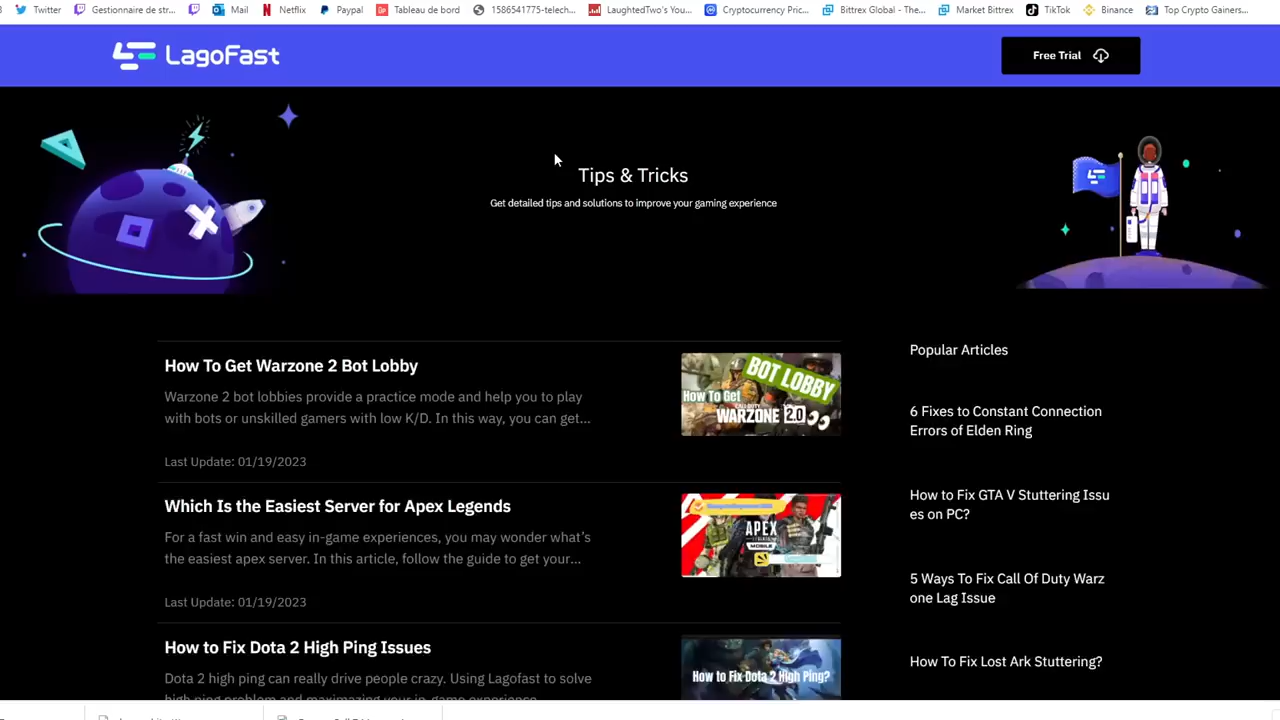 Twitter
Gestionnaire de str...
Mail
Netflix
Paypal
Tableau de bord
1586541775-telech...
LaughtedTwo's You...
Cryptocurrency Pric...
Bittrex Global - The...
Market Bittrex
TikTok
Binance
Top Crypto Gainers...
LagoFast
Free Trial
Tips & Tricks
Get detailed tips and solutions to improve your gaming experience
How To Get Warzone 2 Bot Lobby
Warzone 2 bot lobbies provide a practice mode and help you to play
with bots or unskilled gamers with low K/D. In this way, you can get...
Last Update: 01/19/2023
BOT LOBBY
How To Get
WARZONE 2.0
Which Is the Easiest Server for Apex Legends
For a fast win and easy in-game experiences, you may wonder what's
the easiest apex server. In this article, follow the guide to get your...
Last Update: 01/19/2023
APEX
MOBILE
How to Fix Dota 2 High Ping Issues
Dota 2 high ping can really drive people crazy. Using Lagofast to solve
high ping problem and maximazing your in-game experience
How to Fix Dota 2 High Ping?
Popular Articles
6 Fixes to Constant Connection
Errors of Elden Ring
How to Fix GTA V Stuttering Issu
es on PC?
5 Ways To Fix Call Of Duty Warz
one Lag Issue
How To Fix Lost Ark Stuttering?